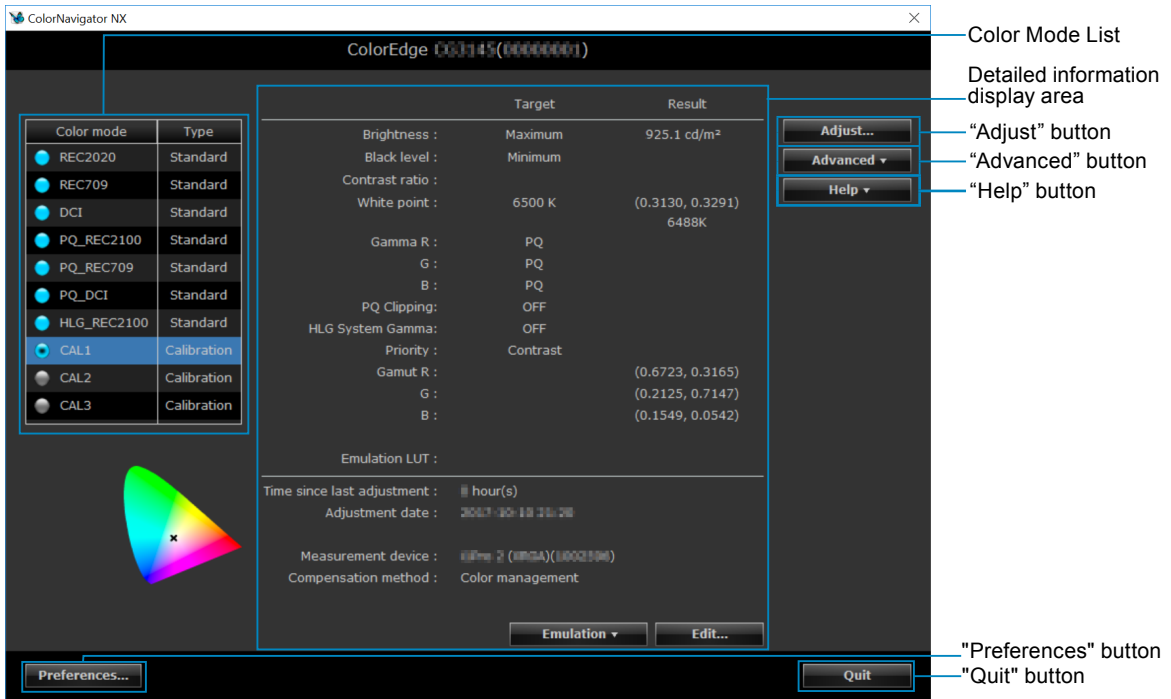 ColorNavigator NX
ColorEdge
Color Mode List
Detailed information
display area
Target Result
Color mode Type
REC2020 Standard
REC709 Standard
DCI Standard
PQ_REC2100 Standard
PQ_REC709 Standard
PQ_DCI Standard
HLG_REC2100 Standard
CAL1 Calibration
CAL2 Calibration
CAL3 Calibration
Brightness : Maximum 925.1 cd/m²
Black level : Minimum
Contrast ratio :
White point : 6500 K (0.3130, 0.3291)
6488K
Gamma R : PQ
G : PQ
B : PQ
PQ Clipping: OFF
HLG System Gamma: OFF
Priority : Contrast
Gamut R : (0.6723, 0.3165)
G : (0.2125, 0.7147)
B : (0.1549, 0.0542)
Emulation LUT :
Time since last adjustment : hour(s)
Adjustment date :
Measurement device :
Compensation method : Color management
Emulation ▾ Edit...
Adjust...
“Adjust” button
Advanced ▾
“Advanced” button
Help ▾
“Help” button
Preferences...
"Preferences" button
Quit
"Quit" button